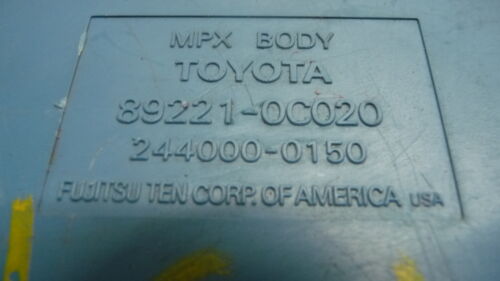 MPX BODY
TOYOTA
89221-0C020
244000-0150
FUJITSU TEN CORP. OF AMERICA USA